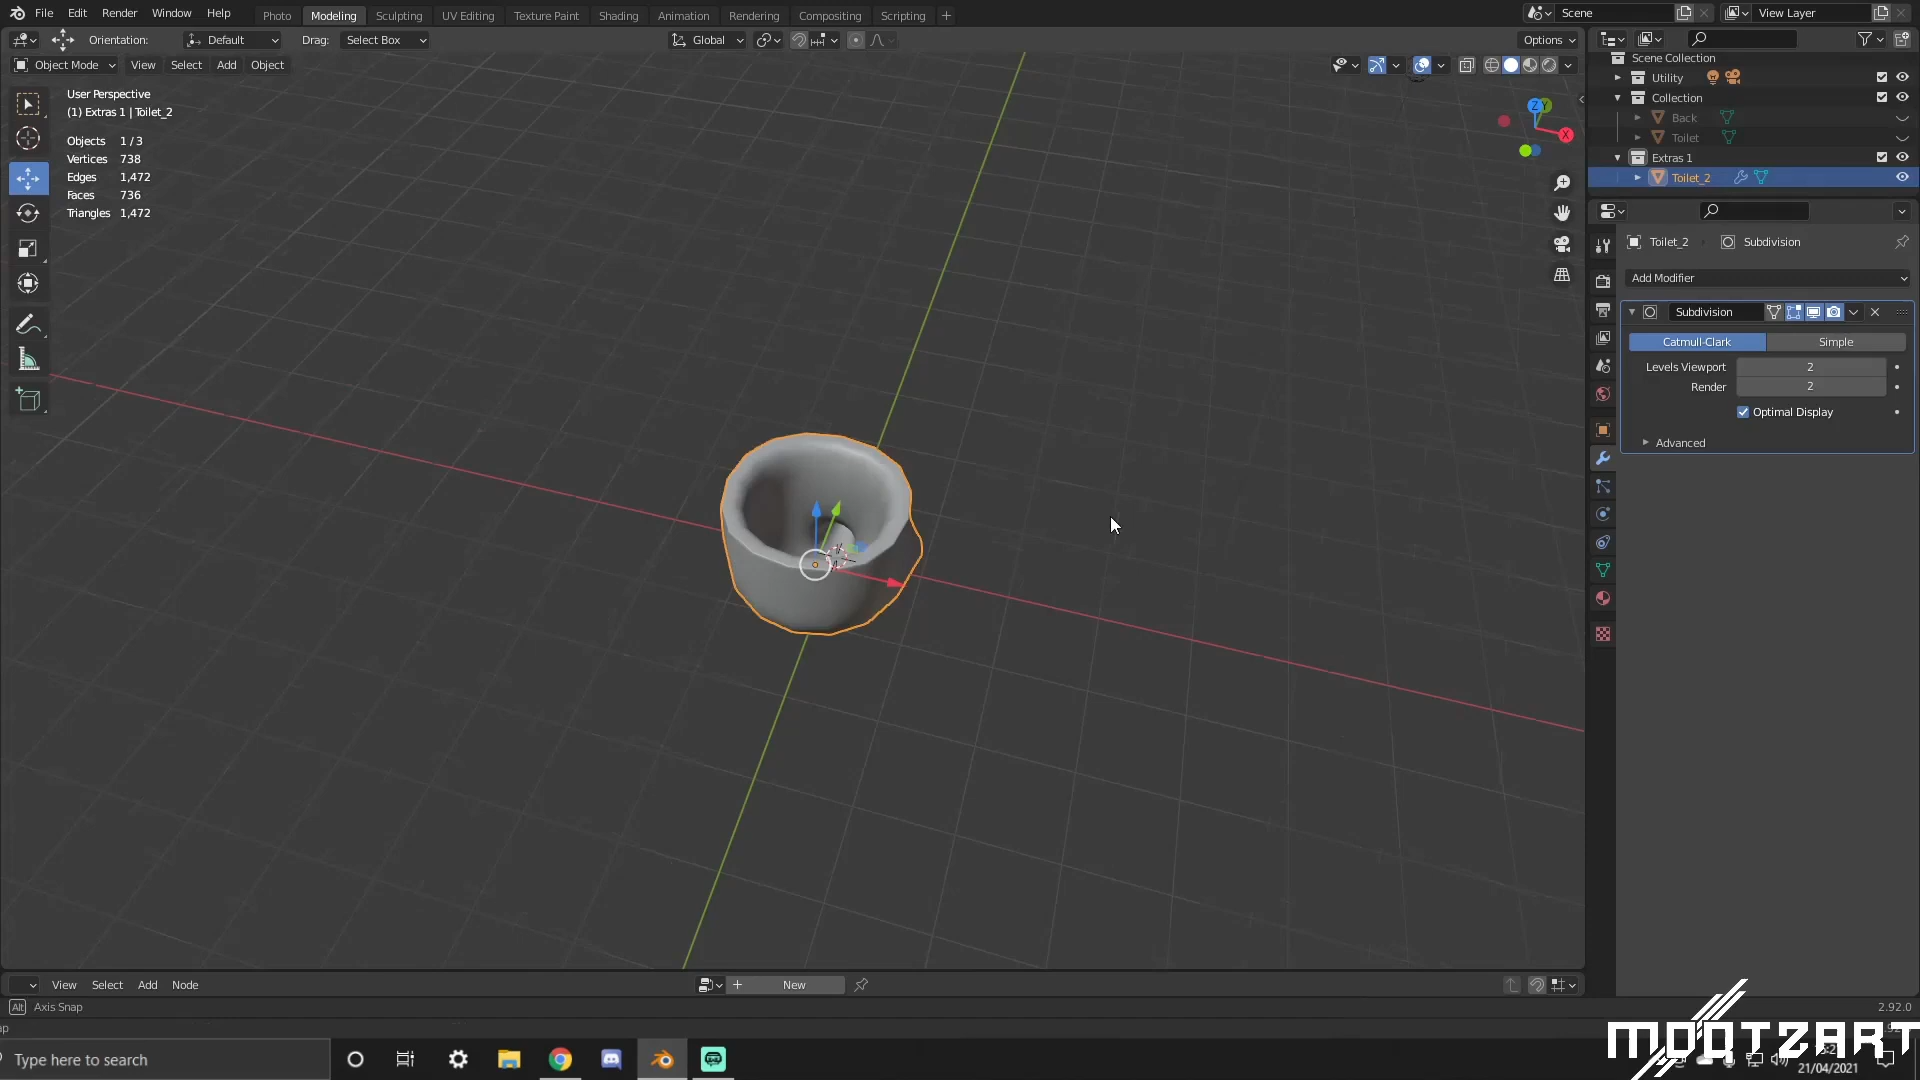 File Edit Render Window Help Photo Modeling Sculpting UV Editing Texture Paint Shading Animation Rendering Compositing Scripting + Scene View Layer
Orientation: Default Drag: Select Box Global Options
Object Mode View Select Add Object
User Perspective
(1) Extras 1 | Toilet_2
Objects 1 / 3
Vertices 738
Edges 1,472
Faces 736
Triangles 1,472
Z Y
X
Scene Collection
Utility
Collection
Back
Toilet
Extras 1
Toilet_2
Toilet_2 Subdivision
Add Modifier
Subdivision
Catmull-Clark Simple
Levels Viewport 2
Render 2
Optimal Display
Advanced
View Select Add Node + New
Alt Axis Snap 2.92.0
Type here to search
MOOTZART
21/04/2021